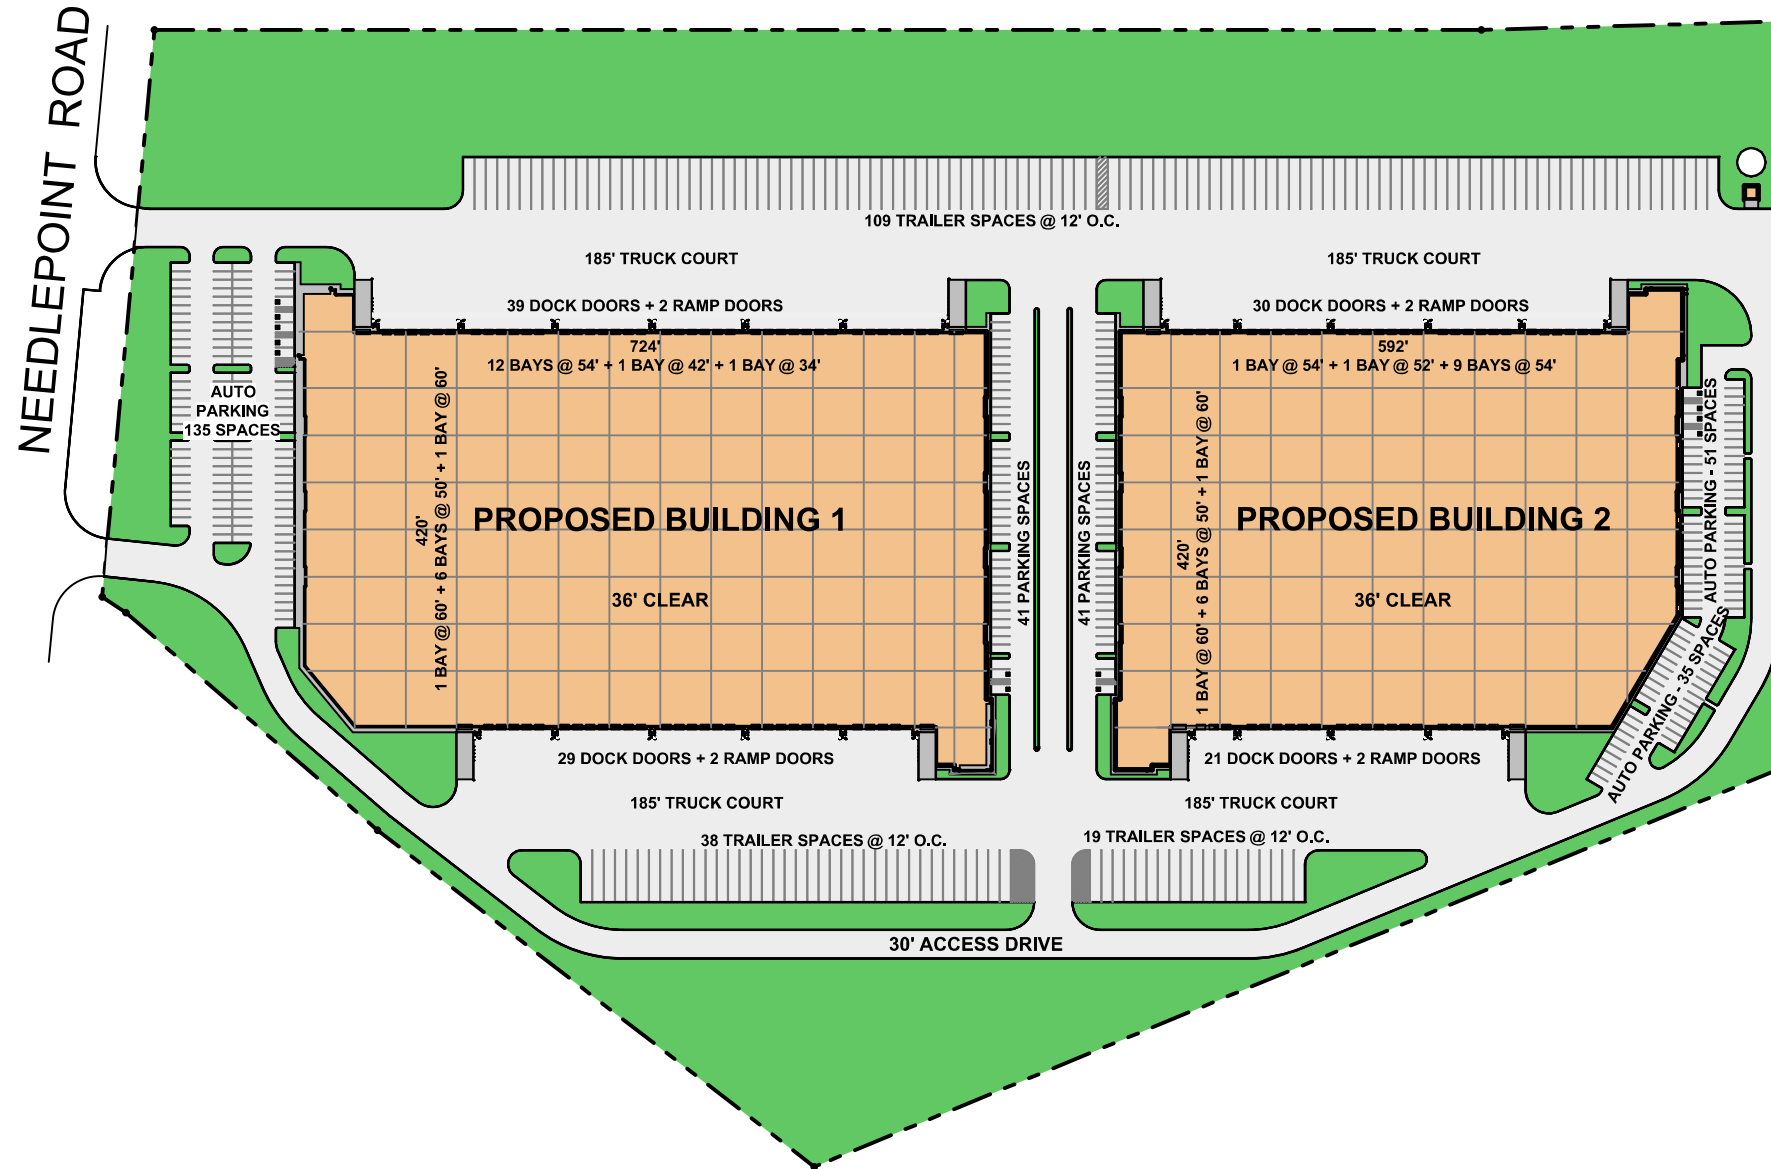 NEEDLEPOINT ROAD
109 TRAILER SPACES @ 12' O.C.
185' TRUCK COURT
185' TRUCK COURT
39 DOCK DOORS + 2 RAMP DOORS
30 DOCK DOORS + 2 RAMP DOORS
724'
12 BAYS @ 54' + 1 BAY @ 42' + 1 BAY @ 34'
592'
1 BAY @ 54' + 1 BAY @ 52' + 9 BAYS @ 54'
AUTO
PARKING
135 SPACES
420'
1 BAY @ 60' + 6 BAYS @ 50' + 1 BAY @ 60'
PROPOSED BUILDING 1
36' CLEAR
41 PARKING SPACES
41 PARKING SPACES
420'
1 BAY @ 60' + 6 BAYS @ 50' + 1 BAY @ 60'
PROPOSED BUILDING 2
36' CLEAR
AUTO PARKING - 51 SPACES
AUTO PARKING - 35 SPACES
29 DOCK DOORS + 2 RAMP DOORS
21 DOCK DOORS + 2 RAMP DOORS
185' TRUCK COURT
185' TRUCK COURT
38 TRAILER SPACES @ 12' O.C.
19 TRAILER SPACES @ 12' O.C.
30' ACCESS DRIVE